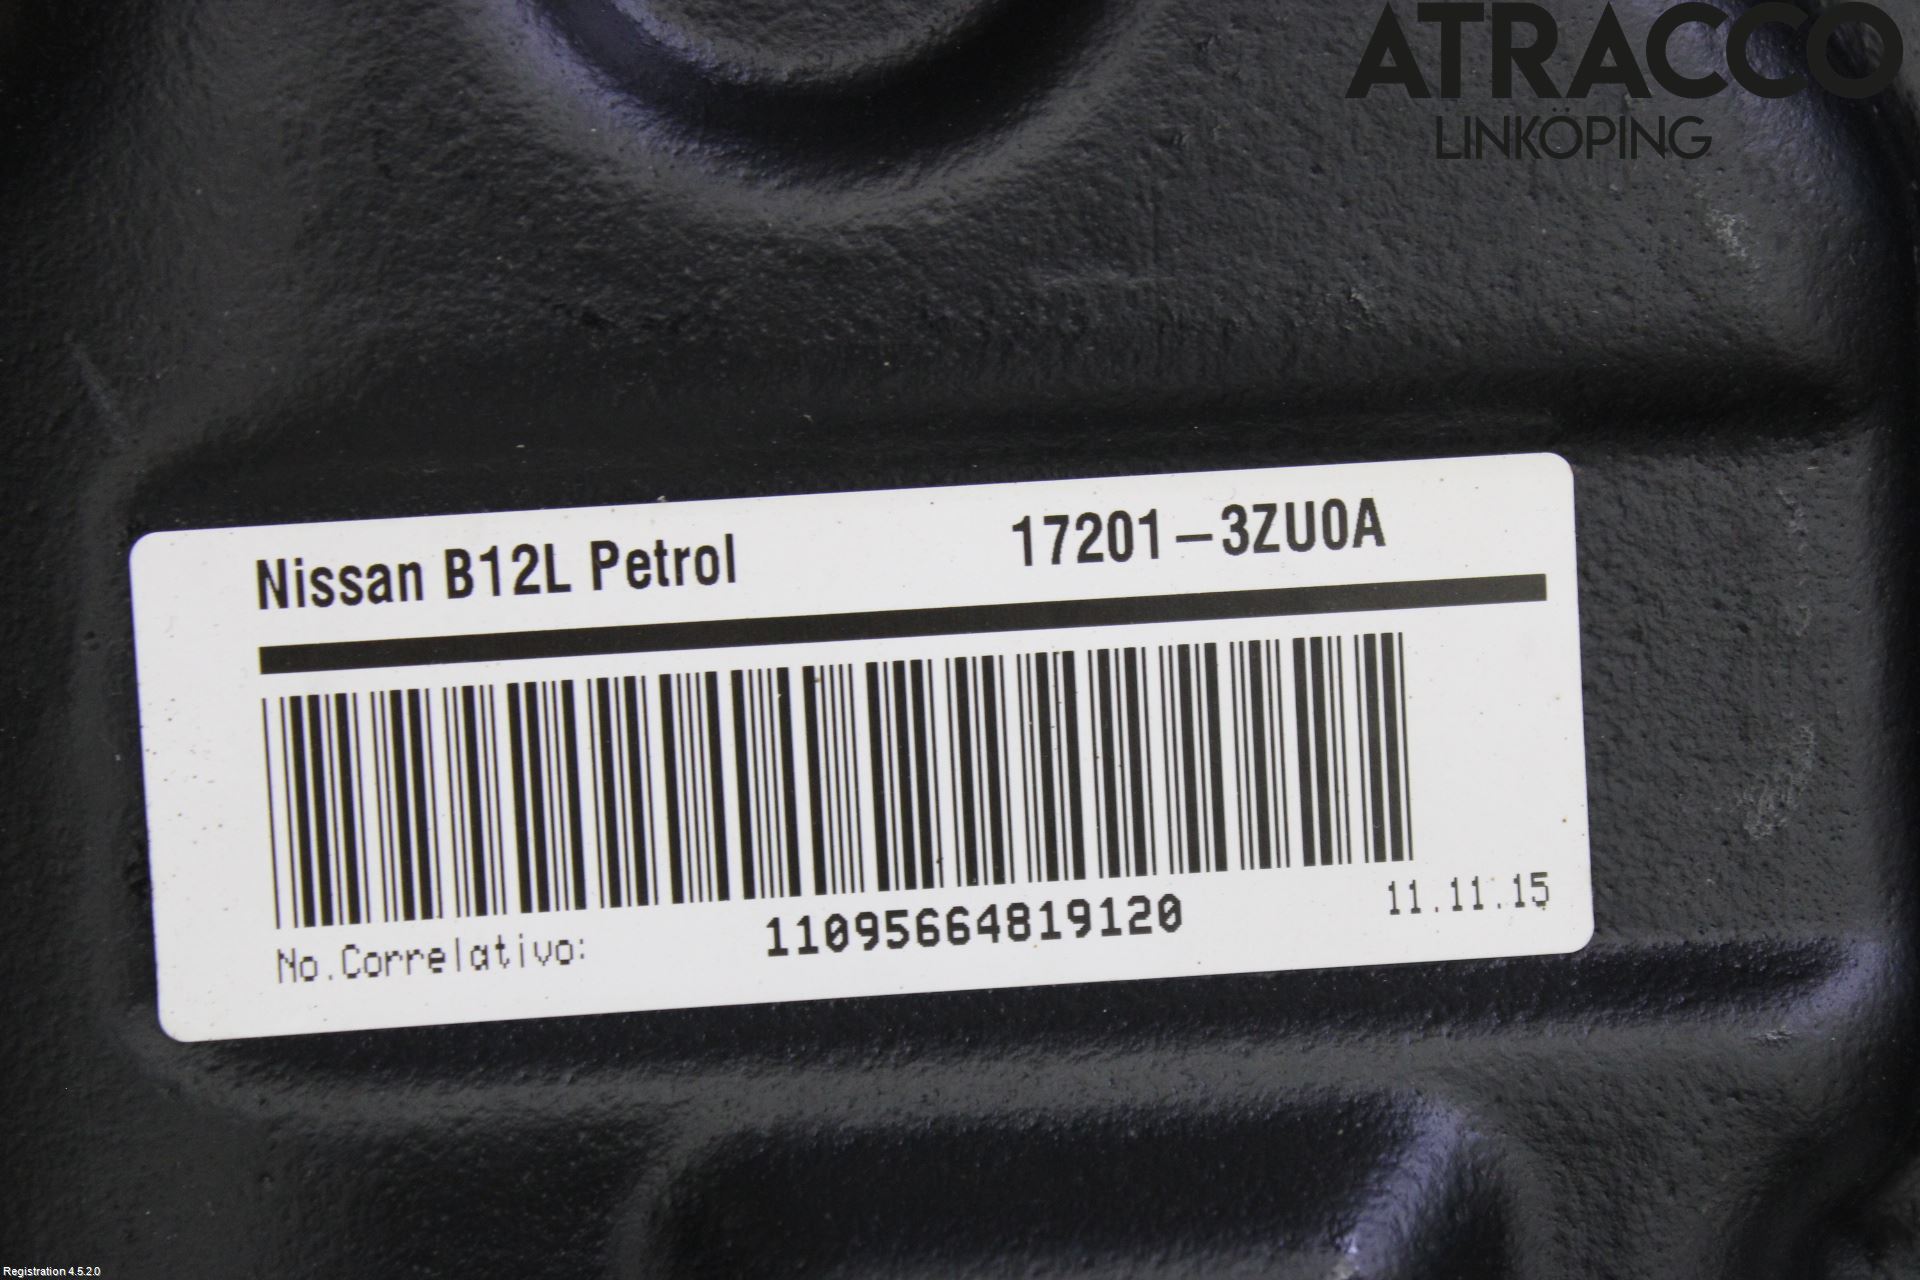 ATRACCO
LINKÖPING
Nissan B12L Petrol 17201-3ZU0A
11.11.15
No.Correlativo: 11095664819120
Registration 4.5.2.0